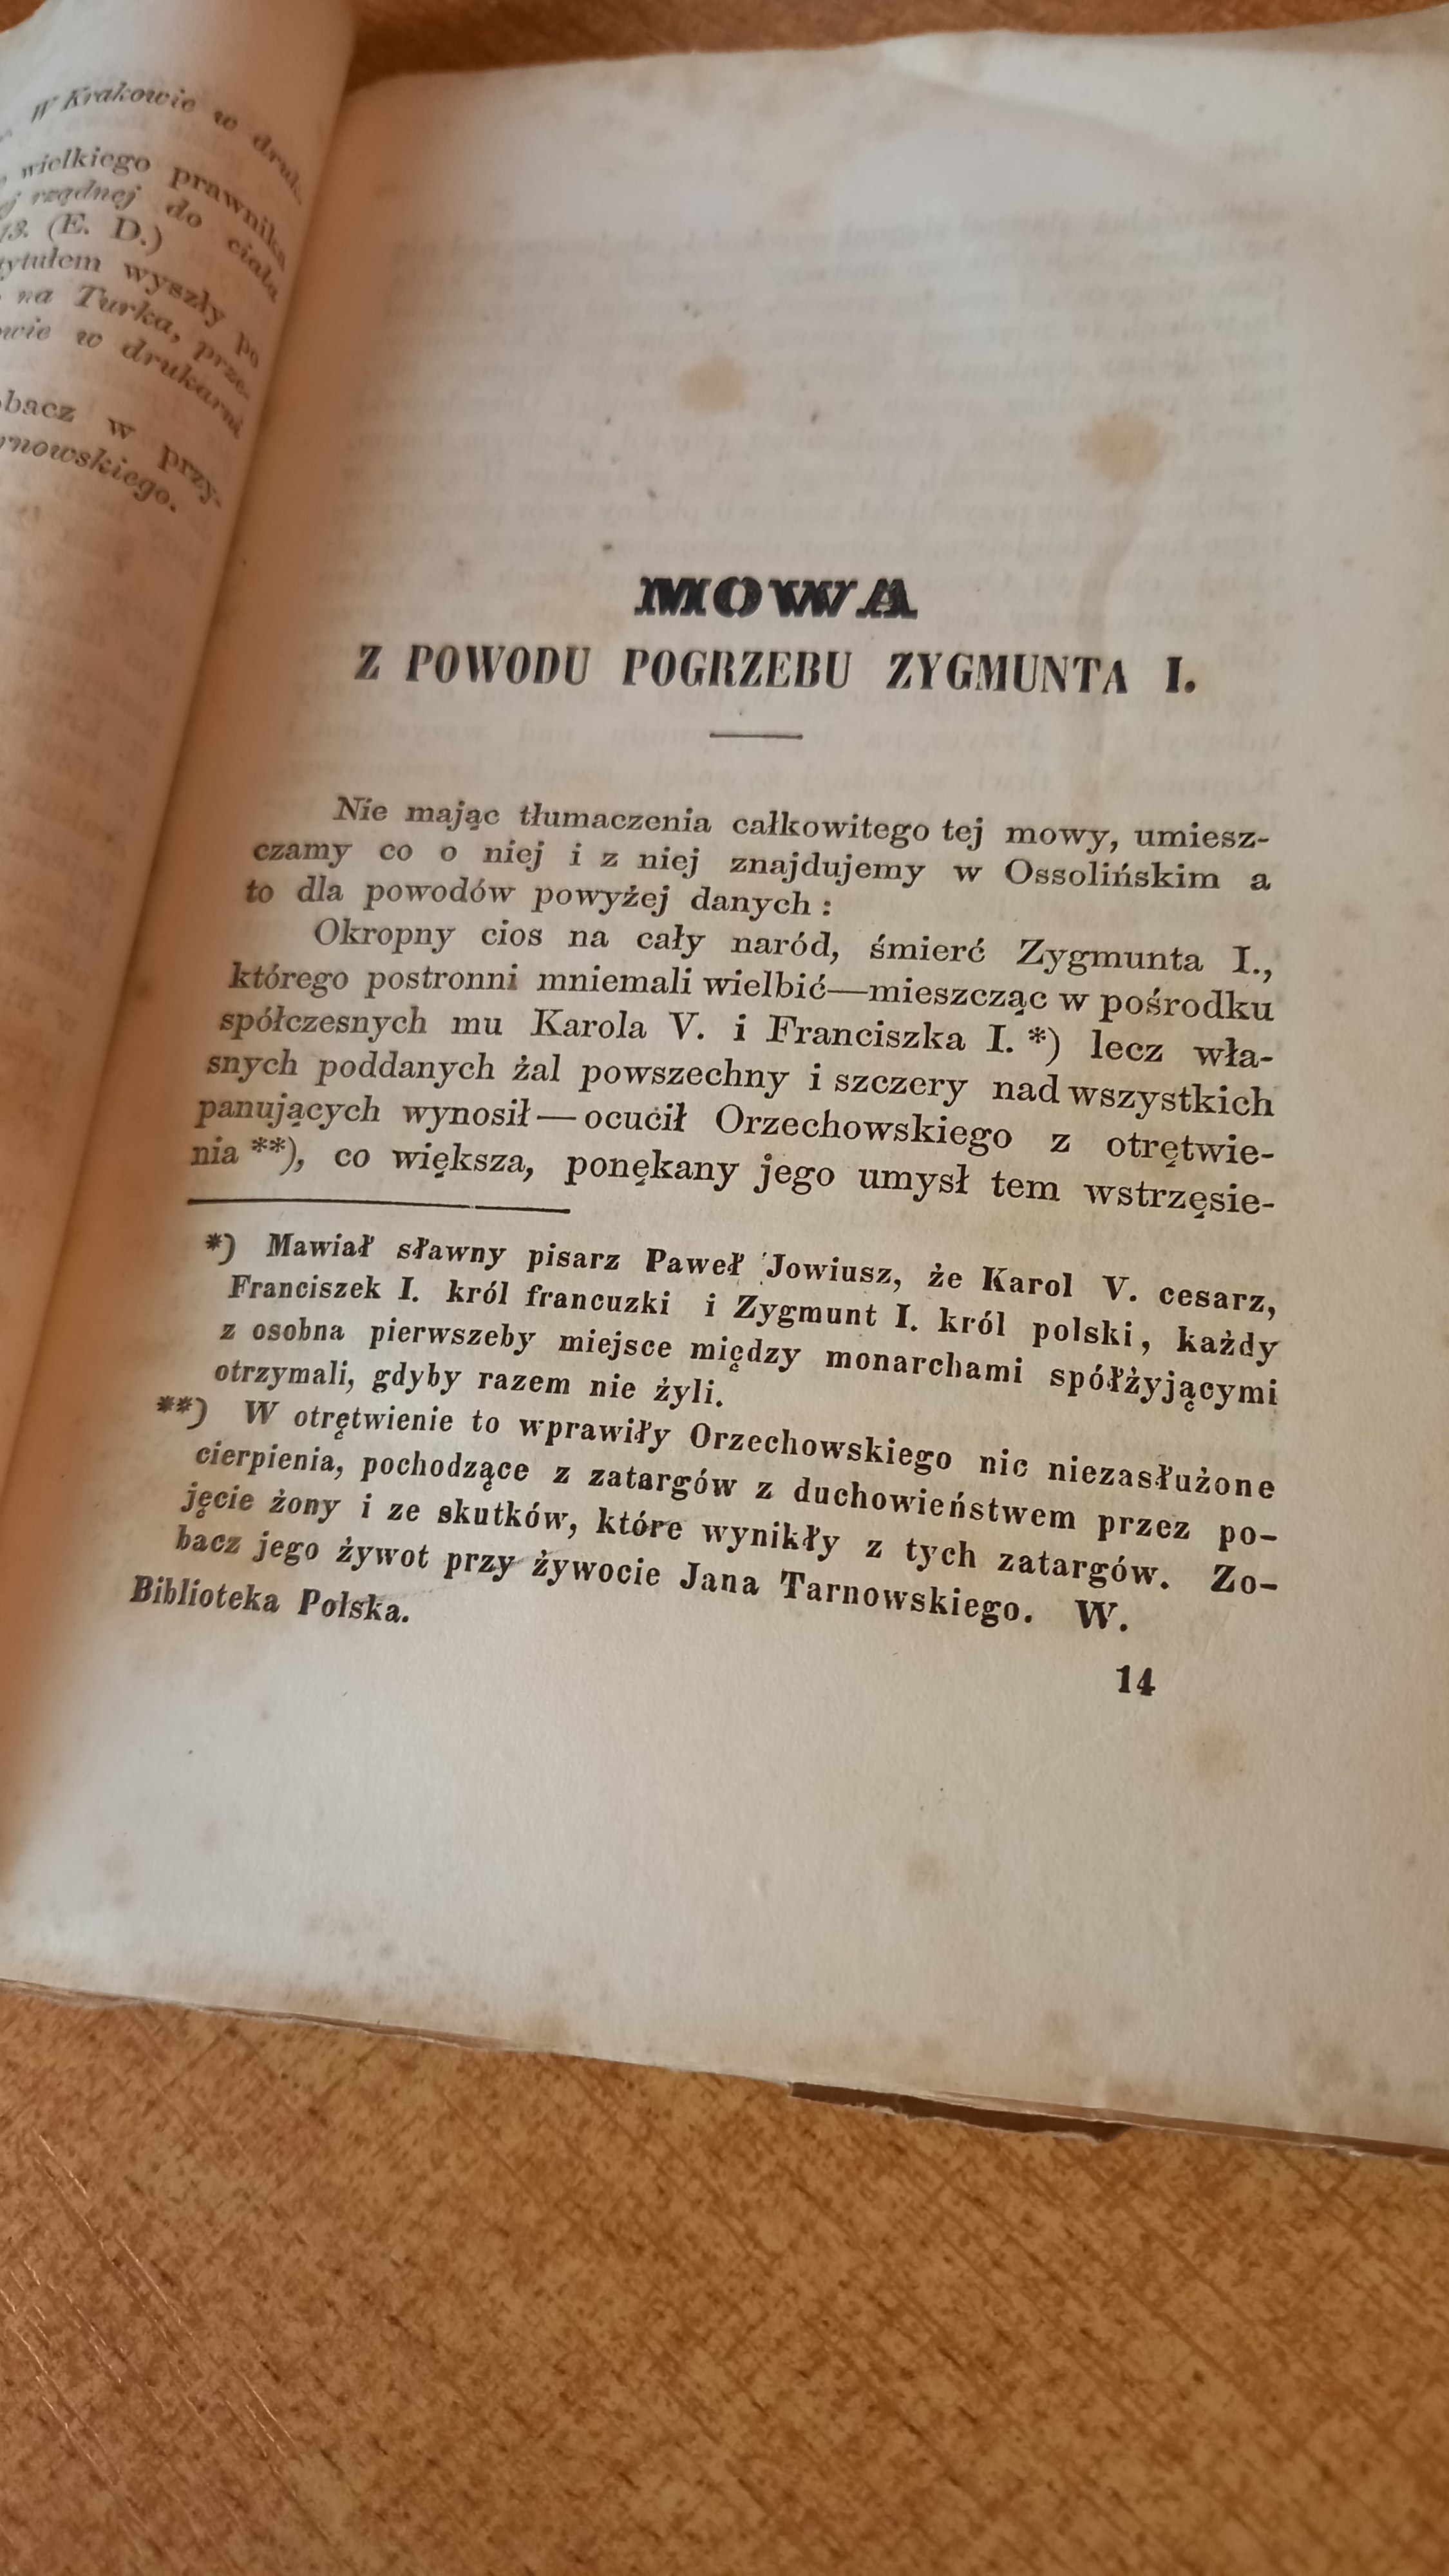 W Krakowie w druk.
wielkiego prawnika
rządnej do ciała
(E. D.)
wyszły po
na Turka, prze-
w drukarni
w przy-
MOWA
Z POWODU POGRZEBU ZYGMUNTA I.
Nie mając tłumaczenia całkowitego tej mowy, umiesz-
czamy co o niej i z niej znajdujemy w Ossolińskim a
to dla powodów powyżej danych :
Okropny cios na cały naród, śmierć Zygmunta I.,
którego postronni mniemali wielbić—mieszcząc w pośrodku
spółczesnych mu Karola V. i Franciszka I. *) lecz wła-
snych poddanych żal powszechny i szczery nad wszystkich
panujących wynosił—ocucił Orzechowskiego z otrętwie-
nia **), co większa, ponękany jego umysł tem wstrzęsie-
*) Mawiał sławny pisarz Paweł Jowiusz, że Karol V. cesarz,
Franciszek I. król francuzki i Zygmunt I. król polski, każdy
z osobna pierwszeby miejsce między monarchami spółżyjącymi
otrzymali, gdyby razem nie żyli.
**) W otrętwienie to wprawiły Orzechowskiego nic niezasłużone
cierpienia, pochodzące z zatargów z duchowieństwem przez po-
jęcie żony i ze skutków, które wynikły z tych zatargów. Zo-
bacz jego żywot przy żywocie Jana Tarnowskiego. W.
Biblioteka Polska.
14